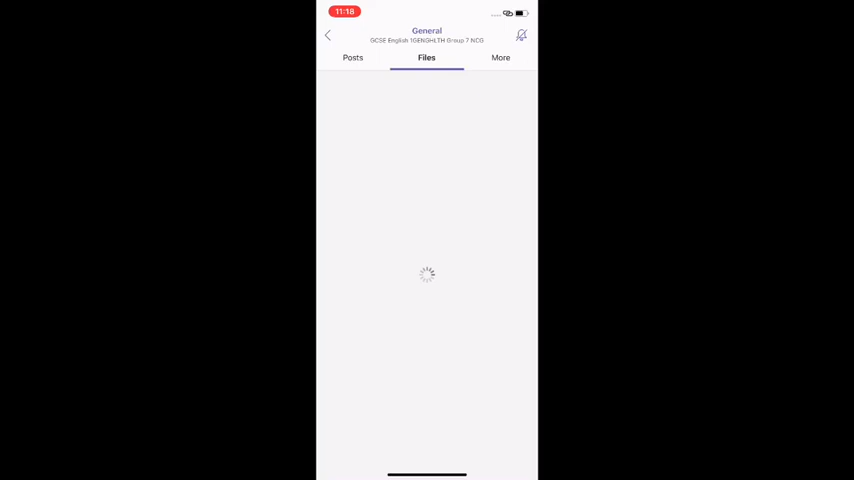 11:18
General
GCSE English 1GENGHLTH Group 7.NCG
Posts Files More